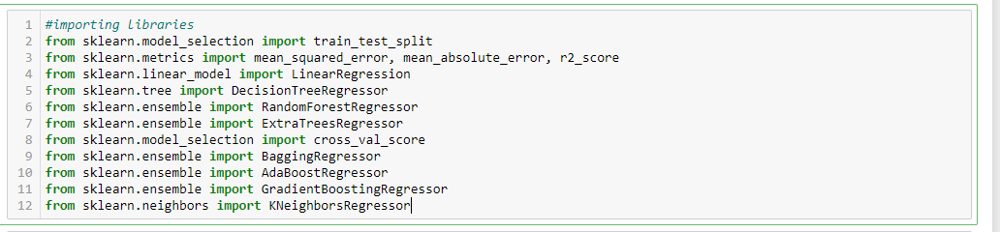 1 #importing libraries
2 from sklearn.model_selection import train_test_split
3 from sklearn.metrics import mean_squared_error, mean_absolute_error, r2_score
4 from sklearn.linear_model import LinearRegression
5 from sklearn.tree import DecisionTreeRegressor
6 from sklearn.ensemble import RandomForestRegressor
7 from sklearn.ensemble import ExtraTreesRegressor
8 from sklearn.model_selection import cross_val_score
9 from sklearn.ensemble import BaggingRegressor
10 from sklearn.ensemble import AdaBoostRegressor
11 from sklearn.ensemble import GradientBoostingRegressor
12 from sklearn.neighbors import KNeighborsRegressor